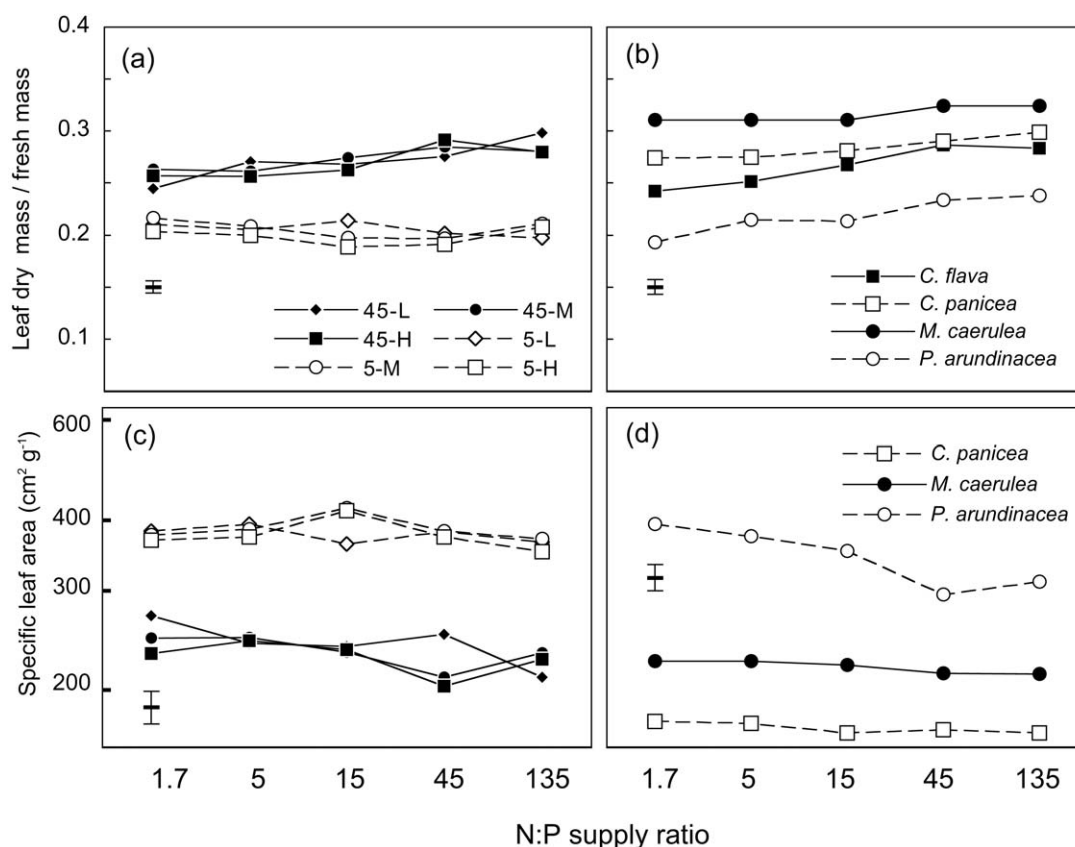 Leaf dry mass / fresh mass
0.4
0.3
0.2
0.1
(a)
45-L
45-M
45-H
5-L
5-M
5-H
(b)
C. flava
C. panicea
M. caerulea
P. arundinacea
Specific leaf area (cm² g⁻¹)
600
400
300
200
(c)
(d)
C. panicea
M. caerulea
P. arundinacea
1.7 5 15 45 135
1.7 5 15 45 135
N:P supply ratio